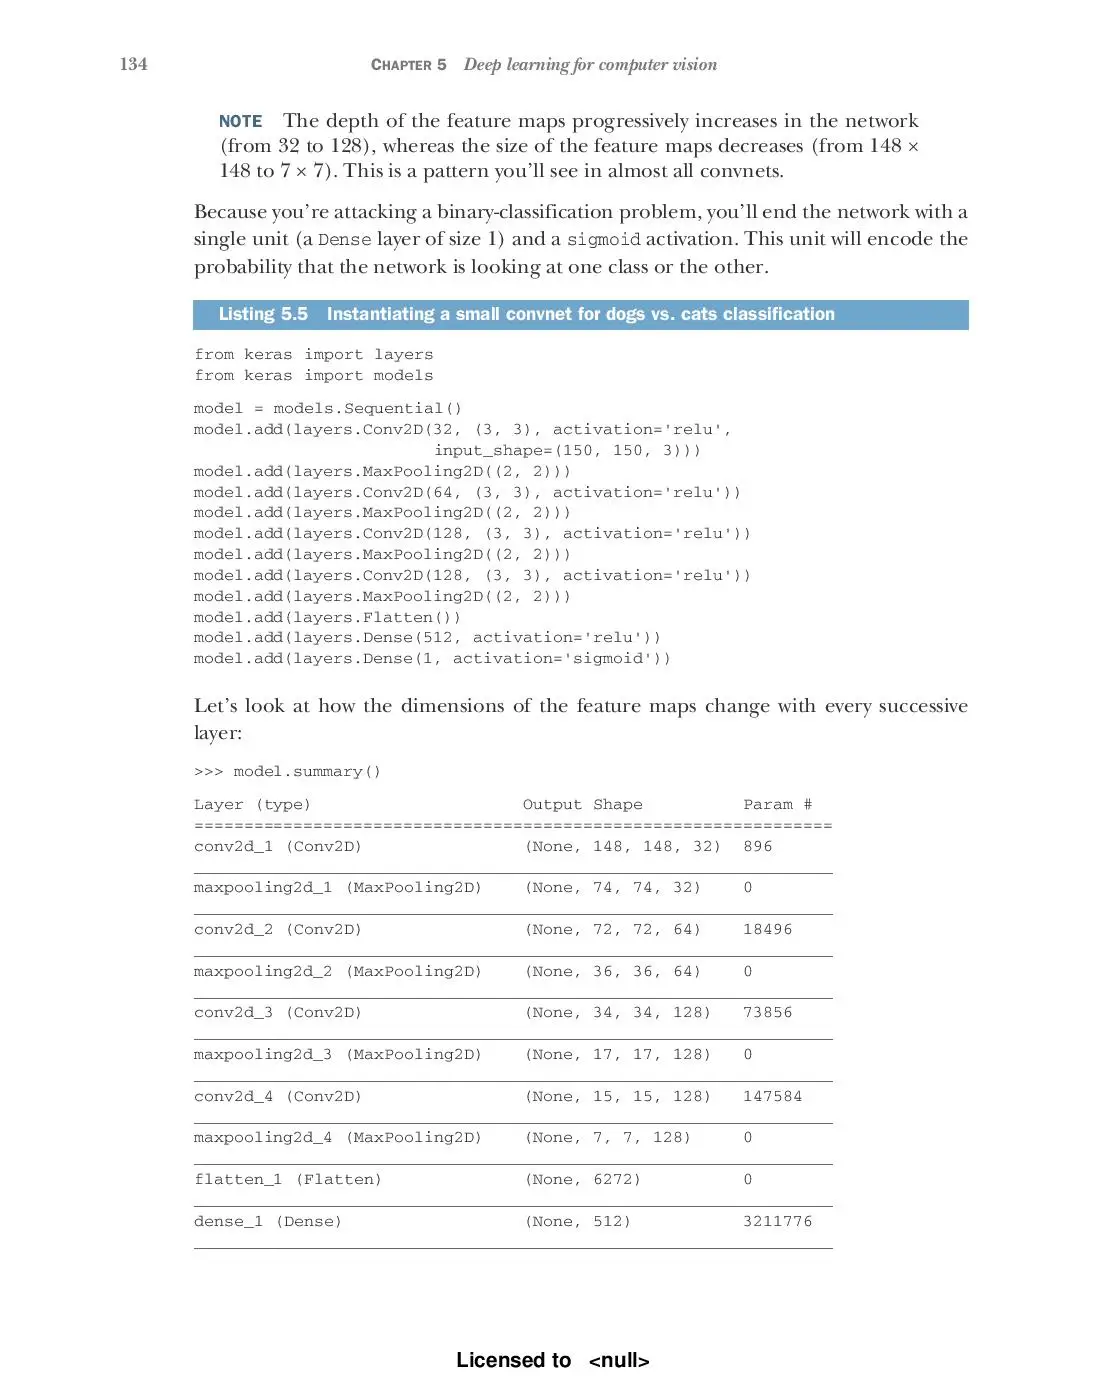 134 CHAPTER 5 Deep learning for computer vision
NOTE The depth of the feature maps progressively increases in the network
(from 32 to 128), whereas the size of the feature maps decreases (from 148 ×
148 to 7 × 7). This is a pattern you’ll see in almost all convnets.
Because you’re attacking a binary-classification problem, you’ll end the network with a
single unit (a Dense layer of size 1) and a sigmoid activation. This unit will encode the
probability that the network is looking at one class or the other.
Listing 5.5 Instantiating a small convnet for dogs vs. cats classification
from keras import layers
from keras import models
model = models.Sequential()
model.add(layers.Conv2D(32, (3, 3), activation='relu',
input_shape=(150, 150, 3)))
model.add(layers.MaxPooling2D((2, 2)))
model.add(layers.Conv2D(64, (3, 3), activation='relu'))
model.add(layers.MaxPooling2D((2, 2)))
model.add(layers.Conv2D(128, (3, 3), activation='relu'))
model.add(layers.MaxPooling2D((2, 2)))
model.add(layers.Conv2D(128, (3, 3), activation='relu'))
model.add(layers.MaxPooling2D((2, 2)))
model.add(layers.Flatten())
model.add(layers.Dense(512, activation='relu'))
model.add(layers.Dense(1, activation='sigmoid'))
Let’s look at how the dimensions of the feature maps change with every successive
layer:
>>> model.summary()
Layer (type) Output Shape Param #
================================================================
conv2d_1 (Conv2D) (None, 148, 148, 32) 896
maxpooling2d_1 (MaxPooling2D) (None, 74, 74, 32) 0
conv2d_2 (Conv2D) (None, 72, 72, 64) 18496
maxpooling2d_2 (MaxPooling2D) (None, 36, 36, 64) 0
conv2d_3 (Conv2D) (None, 34, 34, 128) 73856
maxpooling2d_3 (MaxPooling2D) (None, 17, 17, 128) 0
conv2d_4 (Conv2D) (None, 15, 15, 128) 147584
maxpooling2d_4 (MaxPooling2D) (None, 7, 7, 128) 0
flatten_1 (Flatten) (None, 6272) 0
dense_1 (Dense) (None, 512) 3211776
Licensed to <null>